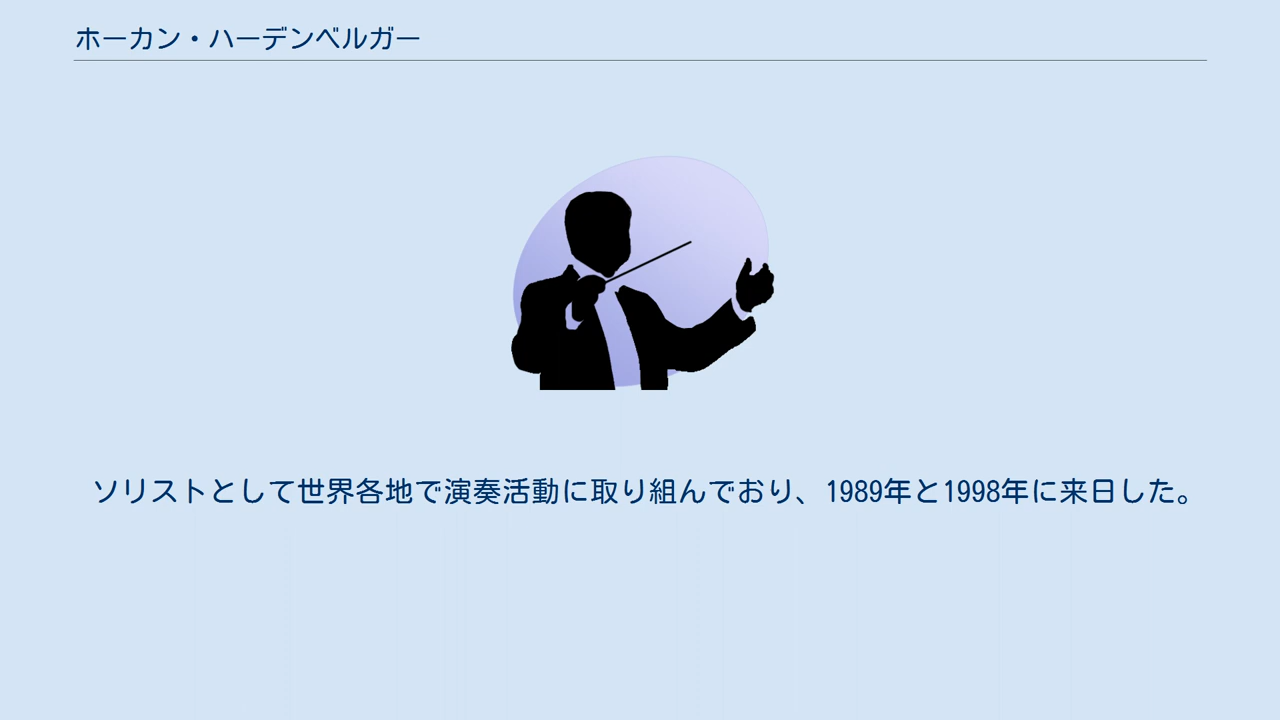 ホーカン・ハーデンベルガー
ソリストとして世界各地で演奏活動に取り組んでおり、1989年と1998年に来日した。